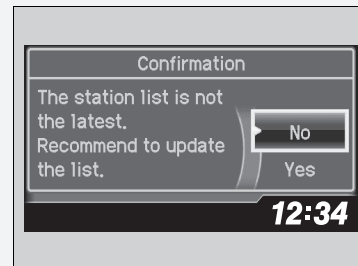 Confirmation
The station list is not
the latest.
Recommend to update
the list.
No
Yes
12:34